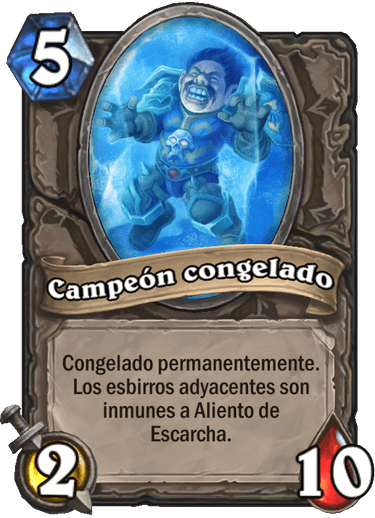 5
Campeón congelado
Congelado permanentemente.
Los esbirros adyacentes son
inmunes a Aliento de
Escarcha.
2
10